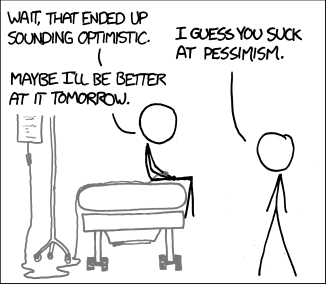 WAIT, THAT ENDED UP
SOUNDING OPTIMISTIC.
MAYBE I'LL BE BETTER
AT IT TOMORROW.
I GUESS YOU SUCK
AT PESSIMISM.